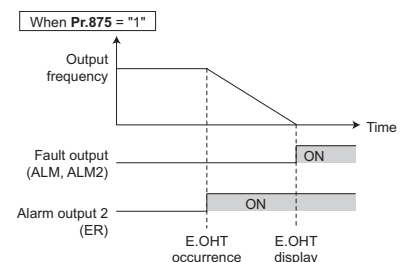 When Pr.875 = "1"
Output
frequency
Time
Fault output
(ALM, ALM2)
ON
Alarm output 2
(ER)
ON
E.OHT
occurrence
E.OHT
display